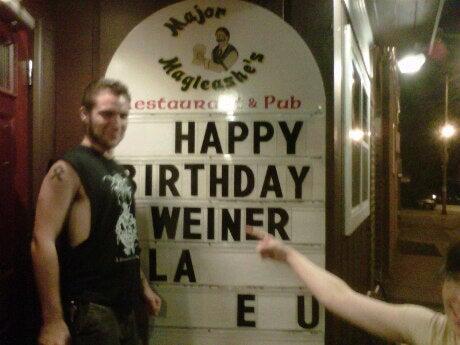 Major
Magleashe's
Restaurant & Pub
HAPPY
BIRTHDAY
WEINER
LA
E U